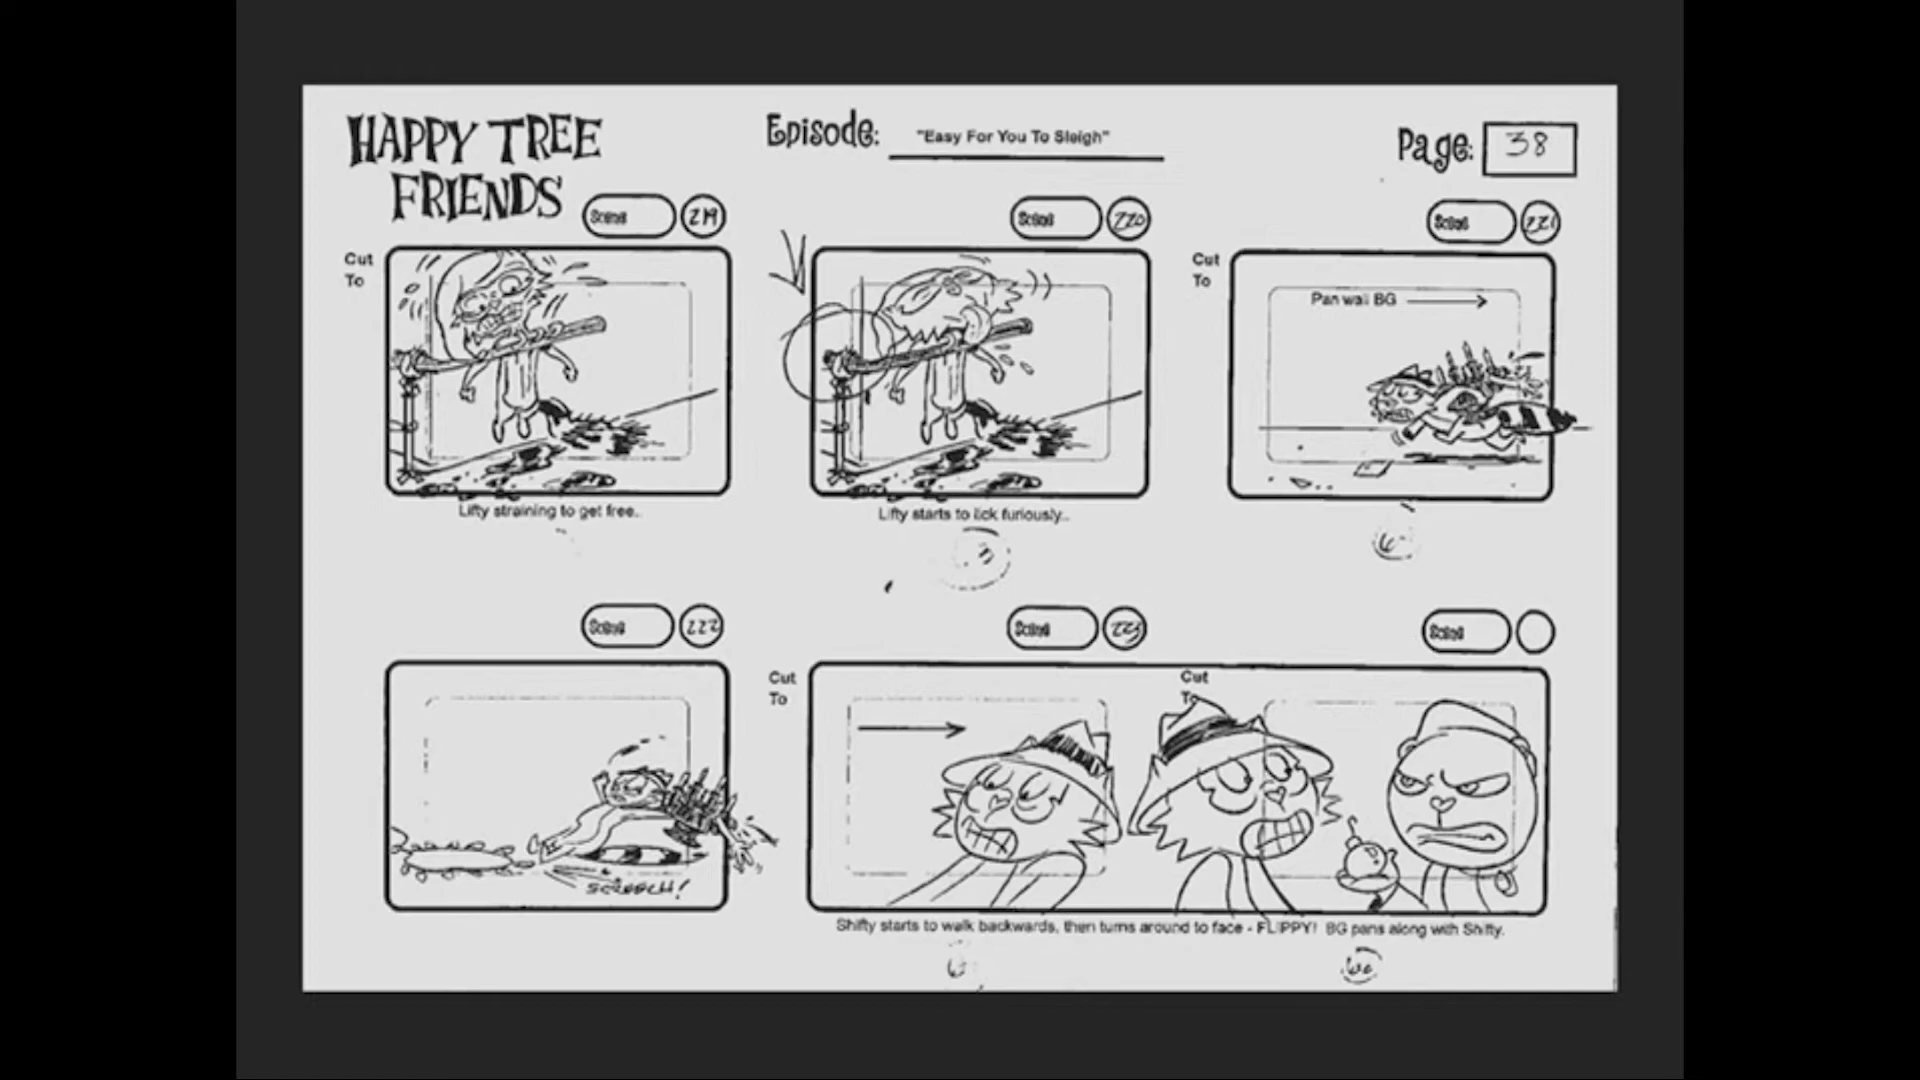 HAPPY TREE
FRIENDS
Episode: "Easy For You To Sleigh"
Page: 38
Scene 219
Scene 220
Scene 221
Cut
To
Cut
To
Pan wall BG
Lifty straining to get free..
Lifty starts to lick furiously..
3
6
Scene 222
Scene 223
Scene
Cut
To
Cut
To
SCREECH!
Shifty starts to walk backwards, then turns around to face - FLIPPY! BG pans along with Shifty.